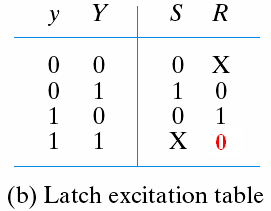 y Y S R
0 0 0 X
0 1 1 0
1 0 0 1
1 1 X 0
(b) Latch excitation table